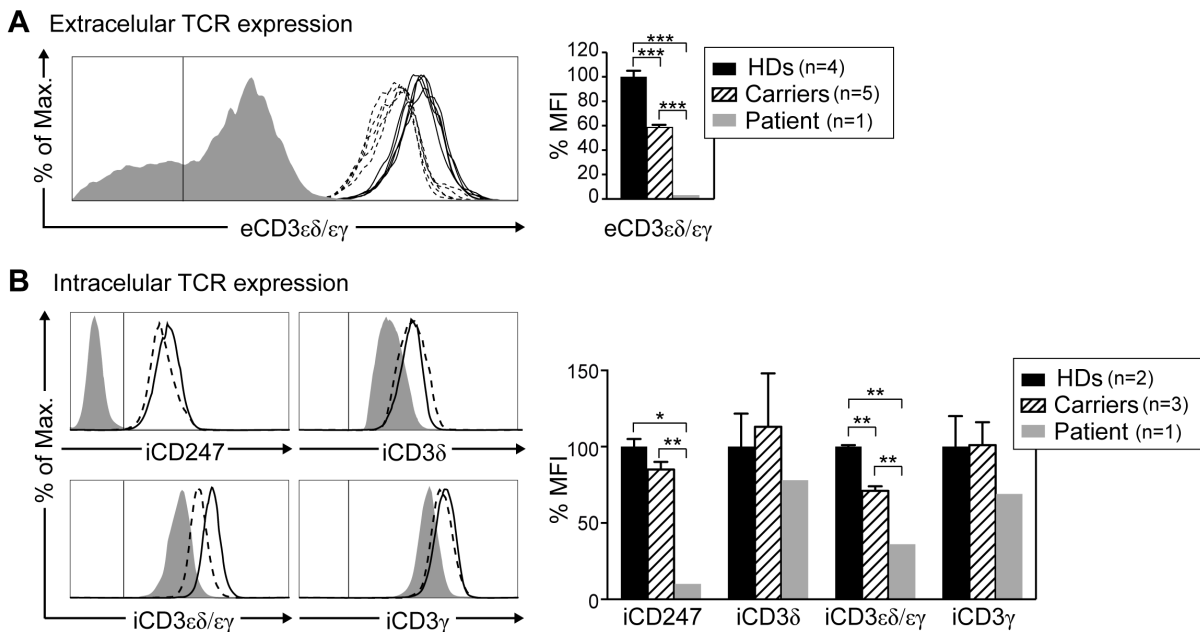 A Extracelular TCR expression
% of Max.
eCD3εδ/εγ
% MFI
120
100
80
60
40
20
0
***
***
***
eCD3εδ/εγ
HDs (n=4)
Carriers (n=5)
Patient (n=1)
B Intracelular TCR expression
% of Max.
iCD247
iCD3δ
iCD3εδ/εγ
iCD3γ
% MFI
150
100
50
0
*
**
**
**
**
iCD247 iCD3δ iCD3εδ/εγ iCD3γ
HDs (n=2)
Carriers (n=3)
Patient (n=1)